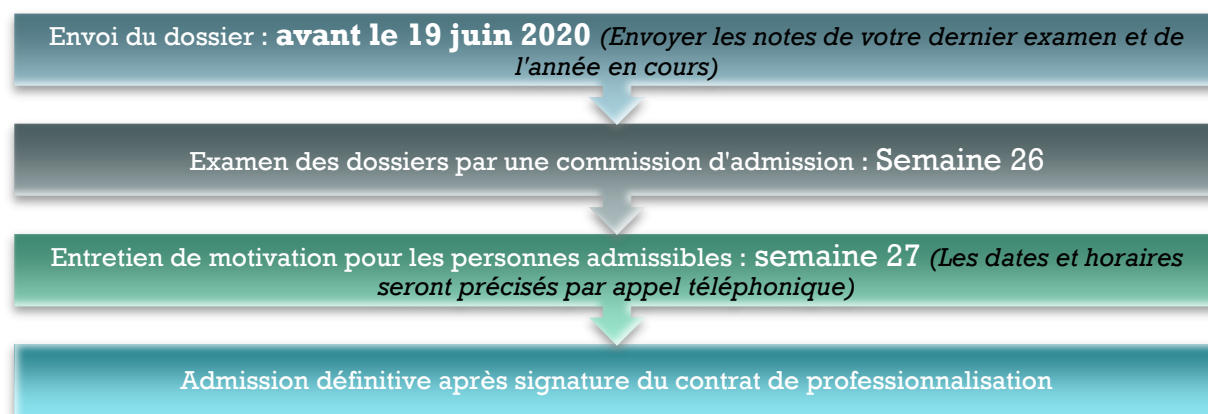 Envoi du dossier : avant le 19 juin 2020 (Envoyer les notes de votre dernier examen et de
l'année en cours)
Examen des dossiers par une commission d'admission : Semaine 26
Entretien de motivation pour les personnes admissibles : semaine 27 (Les dates et horaires
seront précisés par appel téléphonique)
Admission définitive après signature du contrat de professionnalisation